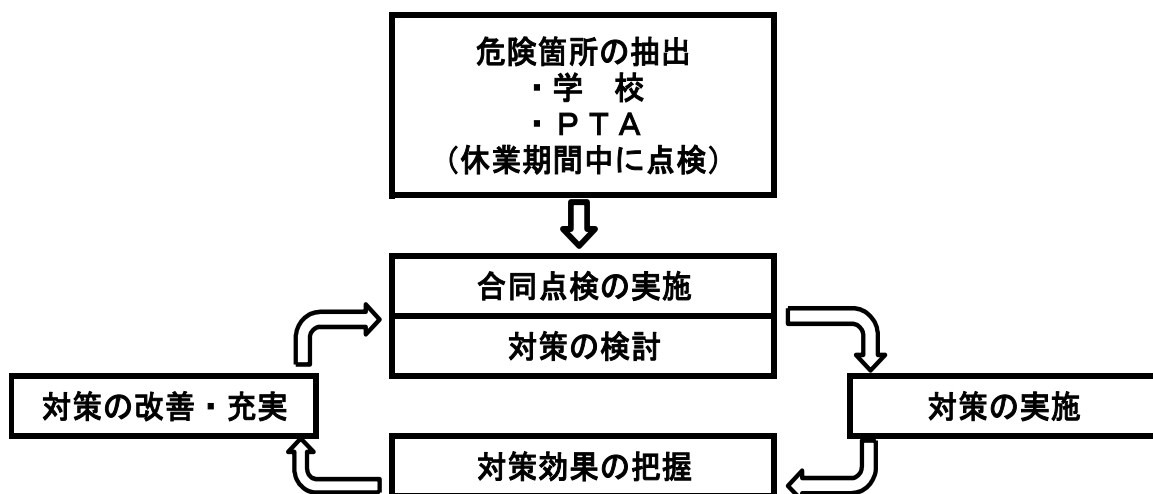 危険箇所の抽出
・学　校
・ＰＴＡ
（休業期間中に点検）
合同点検の実施
対策の検討
対策の改善・充実
対策の実施
対策効果の把握